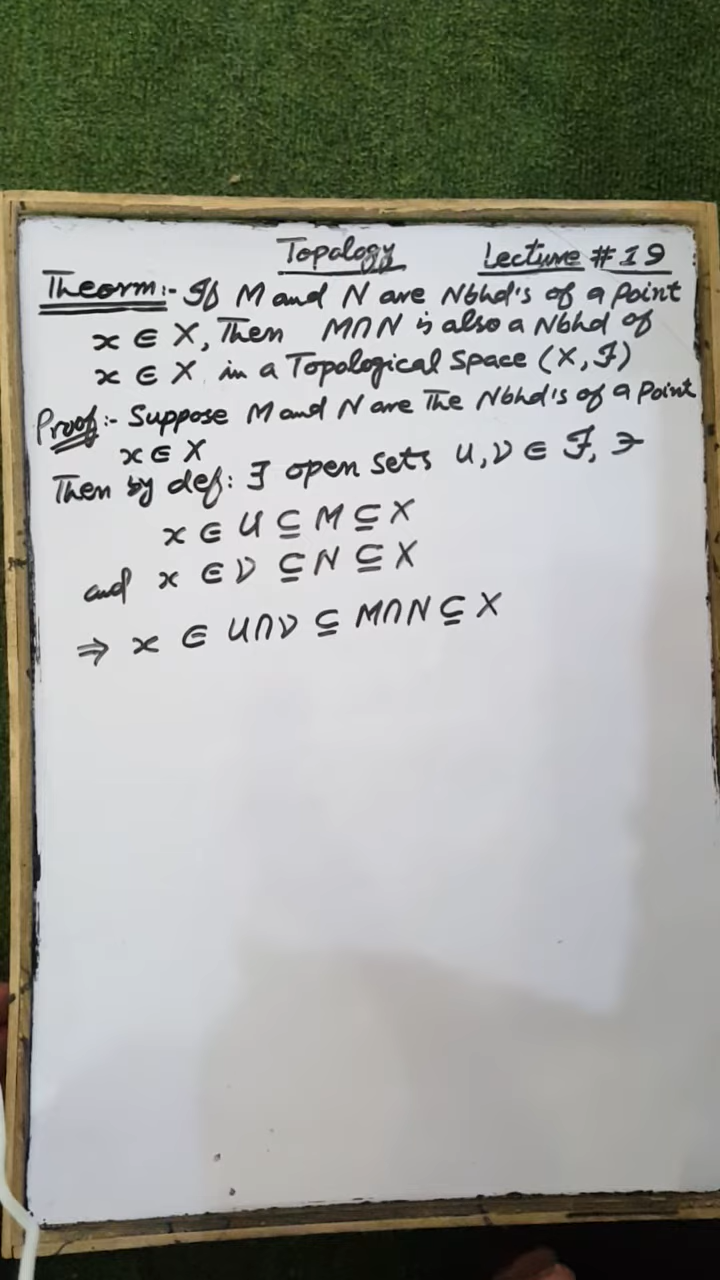 Topology Lecture # 19
Theorm:- If M and N are Nbhd's of a Point
x ∈ X, Then M∩N is also a Nbhd of
x ∈ X in a Topological Space (X, ℱ)
Proof:- Suppose M and N are The Nbhd's of a Point
x ∈ X
Then by def: ∃ open sets U, V ∈ ℱ, ∋
x ∈ U ⊆ M ⊆ X
and x ∈ V ⊆ N ⊆ X
⇒ x ∈ U∩V ⊆ M∩N ⊆ X